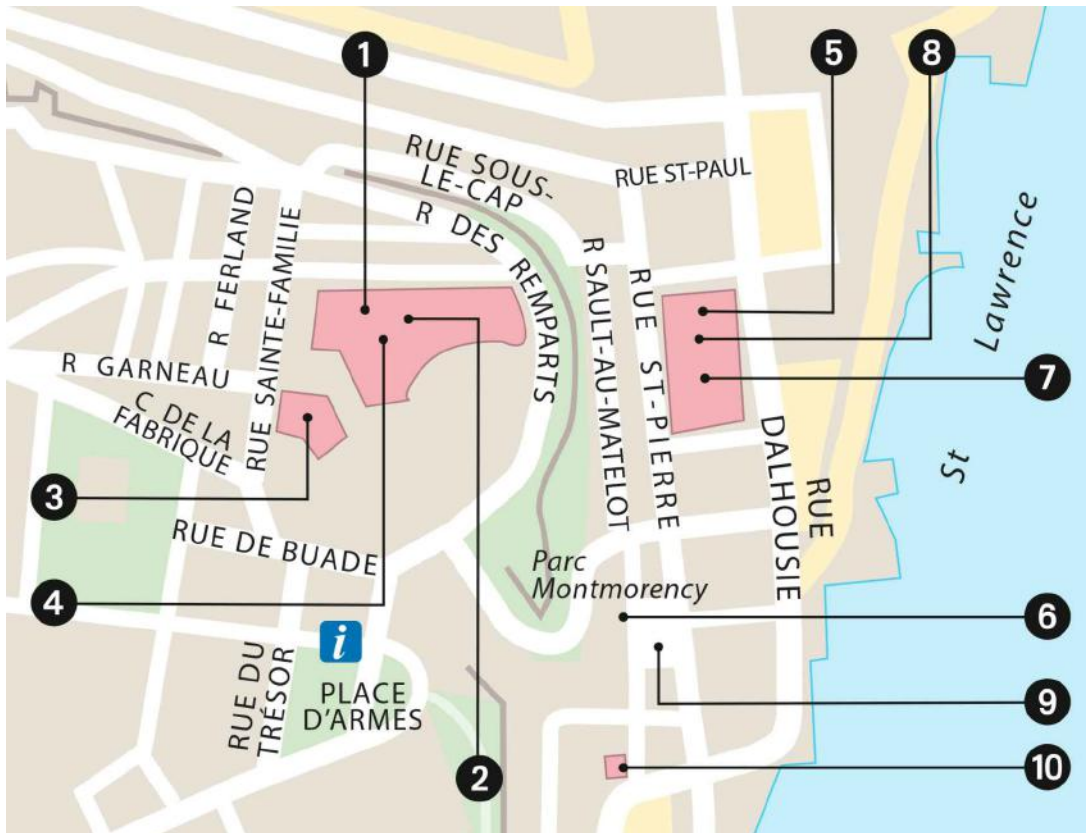 1
5
8
RUE SOUS-
LE-CAP
RUE ST-PAUL
R FERLAND
RUE SAINTE-FAMILIE
R DES REMPARTS
R SAULT-AU-MATELOT
RUE ST-PIERRE
Lawrence
St
7
R GARNEAU
C DE LA
FABRIQUE
DALHOUSIE
RUE
3
RUE DE BUADE
Parc
Montmorency
4
6
i
RUE DU
TRÉSOR
PLACE
D'ARMES
9
2
10